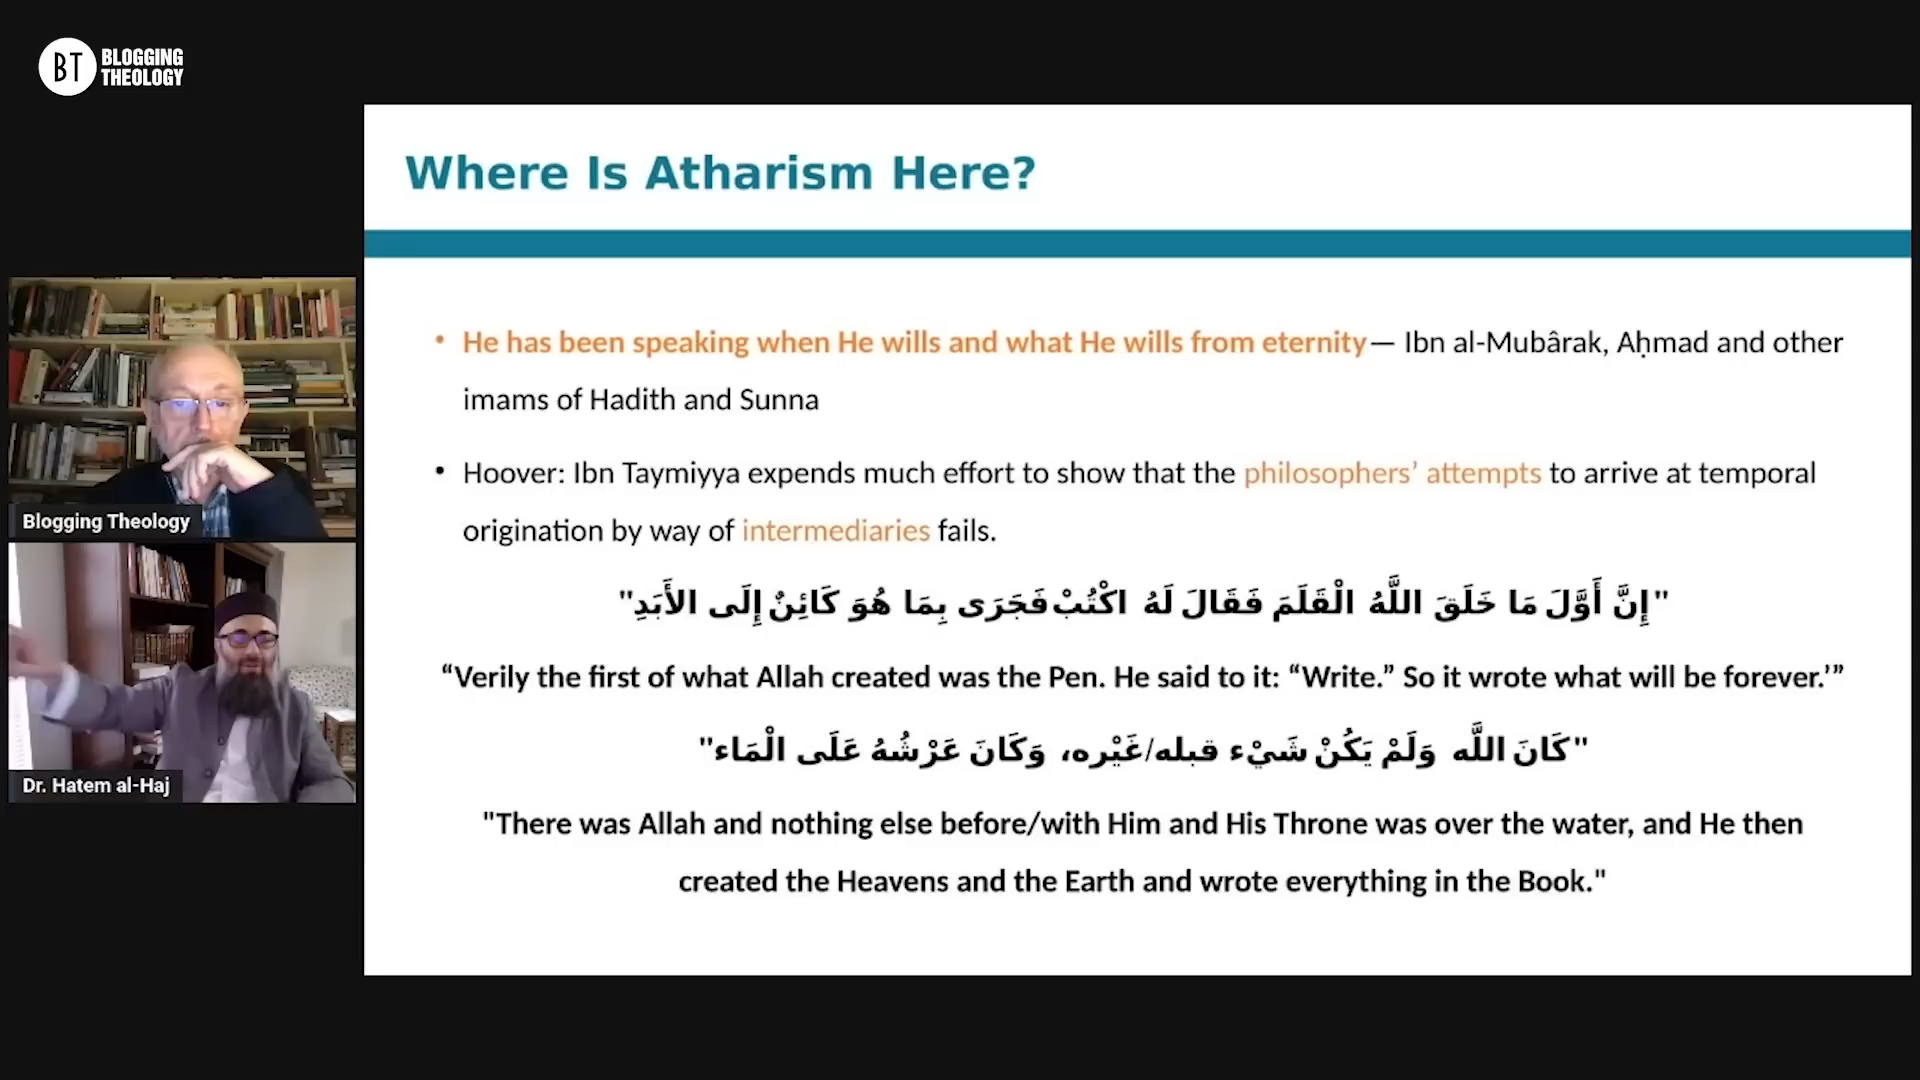 BT BLOGGING
THEOLOGY
Where Is Atharism Here?
• He has been speaking when He wills and what He wills from eternity— Ibn al-Mubârak, Aḥmad and other
imams of Hadith and Sunna
• Hoover: Ibn Taymiyya expends much effort to show that the philosophers’ attempts to arrive at temporal
origination by way of intermediaries fails.
"إِنَّ أَوَّلَ مَا خَلَقَ اللَّهُ الْقَلَمَ فَقَالَ لَهُ اكْتُبْ فَجَرَى بِمَا هُوَ كَائِنٌ إِلَى الأَبَدِ"
“Verily the first of what Allah created was the Pen. He said to it: “Write.” So it wrote what will be forever.’”
"كَانَ اللَّه وَلَمْ يَكُنْ شَيْء قبله/غَيْره، وَكَانَ عَرْشُهُ عَلَى الْمَاء"
"There was Allah and nothing else before/with Him and His Throne was over the water, and He then
created the Heavens and the Earth and wrote everything in the Book."
Blogging Theology
Dr. Hatem al-Haj